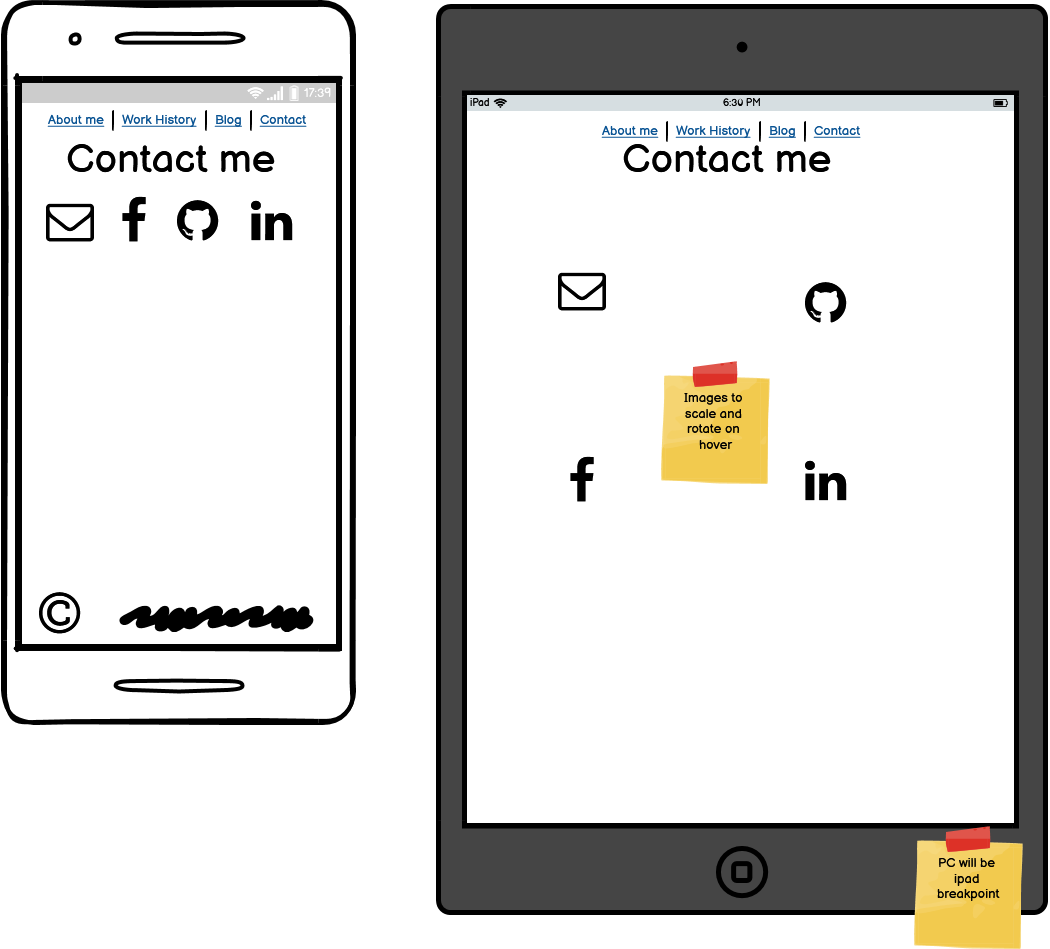 17:39
About me | Work History | Blog | Contact
Contact me
f
in
©
iPad 6:30 PM
About me | Work History | Blog | Contact
Contact me
Images to
scale and
rotate on
hover
f
in
PC will be
ipad
breakpoint